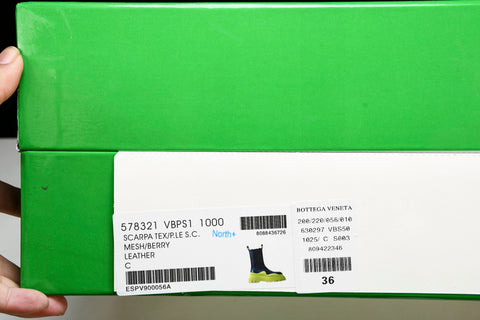 578321 VBPS1 1000
SCARPA TEX/P.LE S.C.
MESH/BERRY
LEATHER
C
North+
8088436726
ESPV900056A
BOTTEGA VENETA
200/220/056/010
630297 VBS50
1025/ C S003
809422346
36